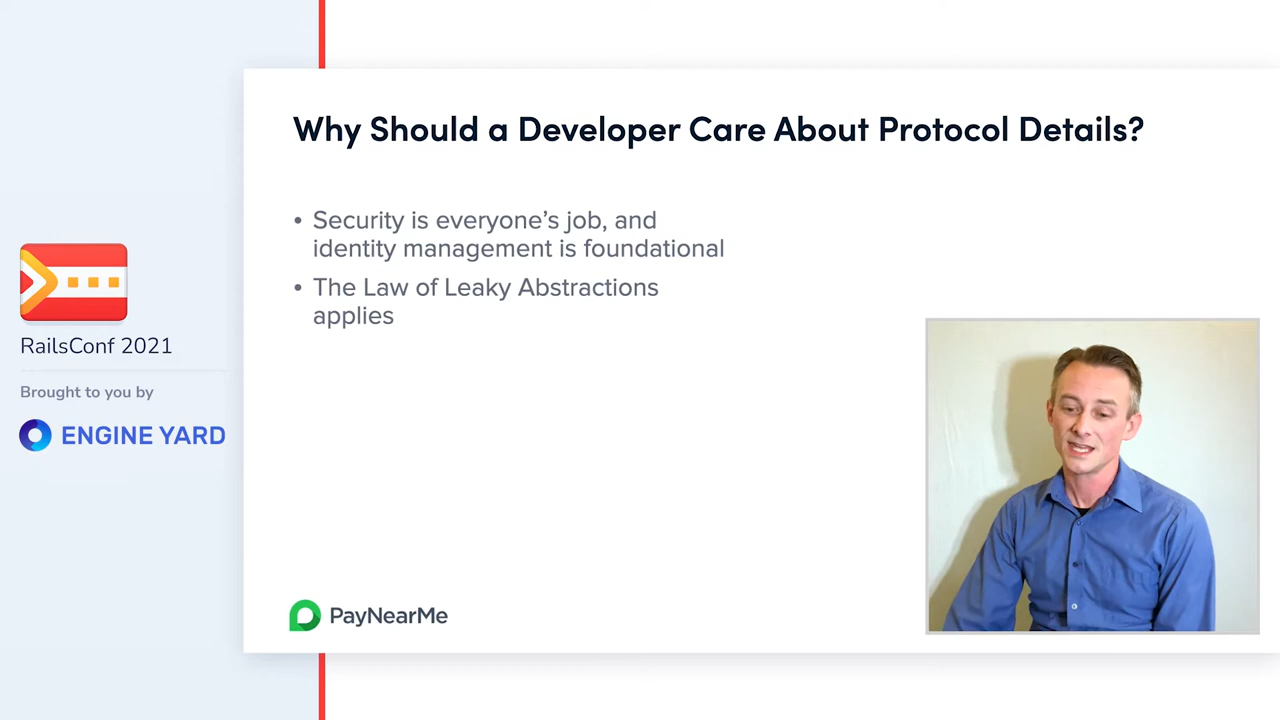 Why Should a Developer Care About Protocol Details?
• Security is everyone’s job, and
identity management is foundational
• The Law of Leaky Abstractions
applies
RailsConf 2021
Brought to you by
ENGINE YARD
PayNearMe